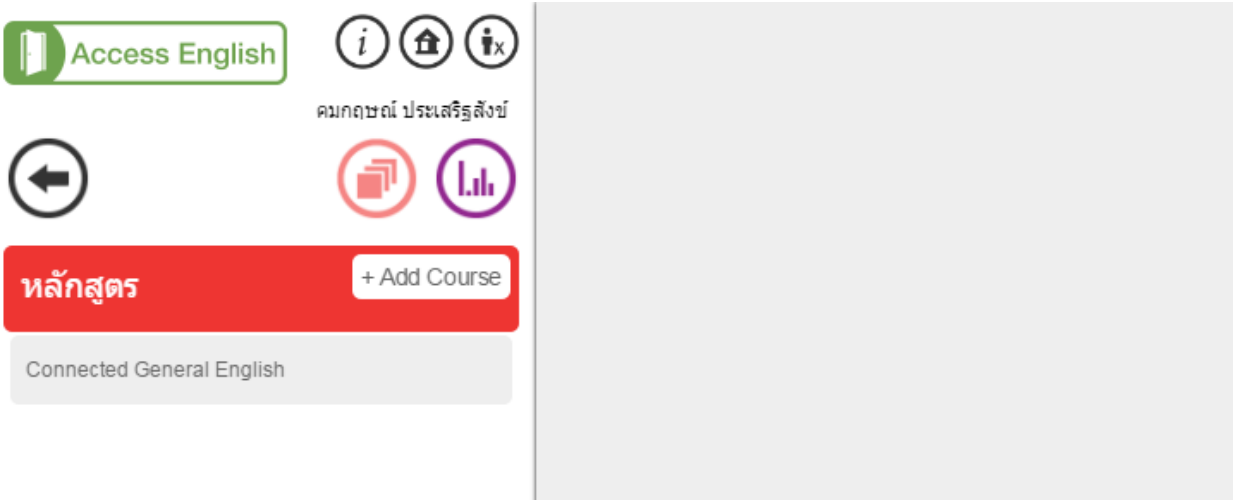 Access English
i
x
คมกฤษณ์ ประเสริฐสังข์
หลักสูตร
+ Add Course
Connected General English